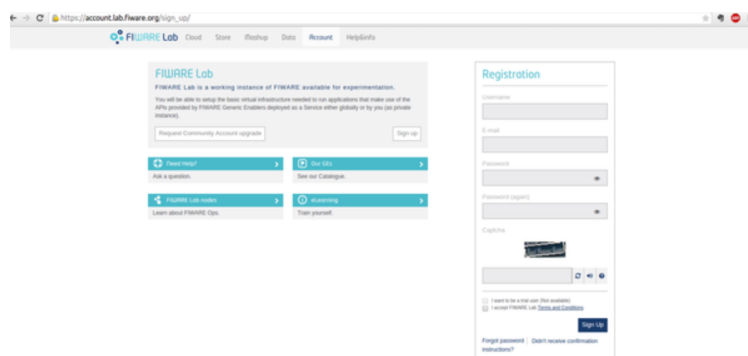 https://account.lab.fiware.org/sign_up/
FIWARE Lab Cloud Store Mashup Data Account Help&info
FIWARE Lab
FIWARE Lab is a working instance of FIWARE available for experimentation.
You will be able to setup the basic virtual infrastructure needed to run applications that make use of the
APIs provided by FIWARE Generic Enablers deployed as a Service either globally or by you (as private
instance).
Request Community Account upgrade Sign up
Need Help? Our GEs
Ask a question. See our Catalogue.
FIWARE Lab nodes eLearning
Learn about FIWARE Ops. Train yourself.
Registration
Username
E-mail
Password
Password (again)
Captcha
I want to be a trial user (Not available)
I accept FIWARE Lab Terms and Conditions
Sign Up
Forgot password Didn't receive confirmation
instructions?